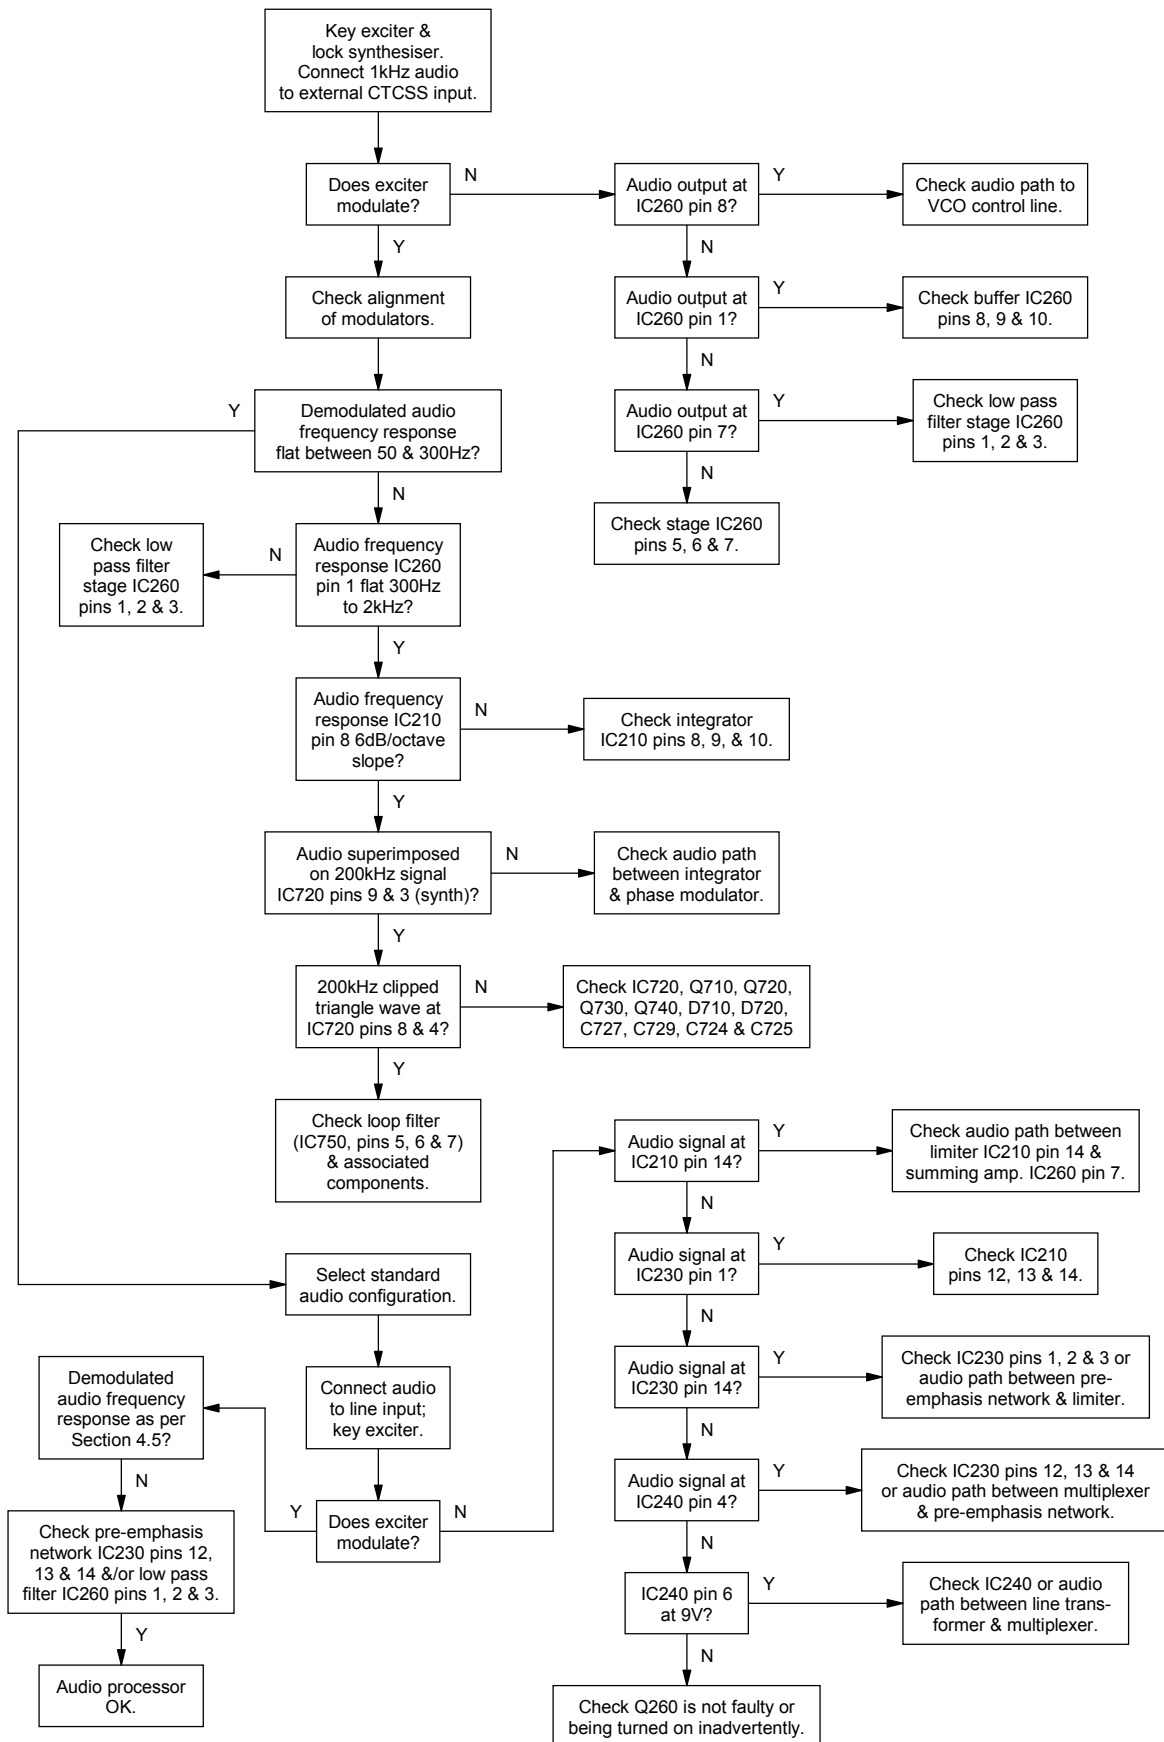 Key exciter &
lock synthesiser.
Connect 1kHz audio
to external CTCSS input.
Does exciter
modulate?
N
Audio output at
IC260 pin 8?
Y
Check audio path to
VCO control line.
Y
N
Check alignment
of modulators.
Audio output at
IC260 pin 1?
Y
Check buffer IC260
pins 8, 9 & 10.
N
Y
Demodulated audio
frequency response
flat between 50 & 300Hz?
Audio output at
IC260 pin 7?
Y
Check low pass
filter stage IC260
pins 1, 2 & 3.
N
N
Check stage IC260
pins 5, 6 & 7.
Check low
pass filter
stage IC260
pins 1, 2 & 3.
N
Audio frequency
response IC260
pin 1 flat 300Hz
to 2kHz?
Y
Audio frequency
response IC210
pin 8 6dB/octave
slope?
N
Check integrator
IC210 pins 8, 9, & 10.
Y
Audio superimposed
on 200kHz signal
IC720 pins 9 & 3 (synth)?
N
Check audio path
between integrator
& phase modulator.
Y
200kHz clipped
triangle wave at
IC720 pins 8 & 4?
N
Check IC720, Q710, Q720,
Q730, Q740, D710, D720,
C727, C729, C724 & C725
Y
Check loop filter
(IC750, pins 5, 6 & 7)
& associated
components.
Audio signal at
IC210 pin 14?
Y
Check audio path between
limiter IC210 pin 14 &
summing amp. IC260 pin 7.
N
Select standard
audio configuration.
Audio signal at
IC230 pin 1?
Y
Check IC210
pins 12, 13 & 14.
N
Demodulated
audio frequency
response as per
Section 4.5?
Connect audio
to line input;
key exciter.
Audio signal at
IC230 pin 14?
Y
Check IC230 pins 1, 2 & 3 or
audio path between pre-
emphasis network & limiter.
N
N
Audio signal at
IC240 pin 4?
Y
Check IC230 pins 12, 13 & 14
or audio path between multiplexer
& pre-emphasis network.
Check pre-emphasis
network IC230 pins 12,
13 & 14 &/or low pass
filter IC260 pins 1, 2 & 3.
Y
Does exciter
modulate?
N
N
IC240 pin 6
at 9V?
Y
Check IC240 or audio
path between line trans-
former & multiplexer.
Y
N
Audio processor
OK.
Check Q260 is not faulty or
being turned on inadvertently.